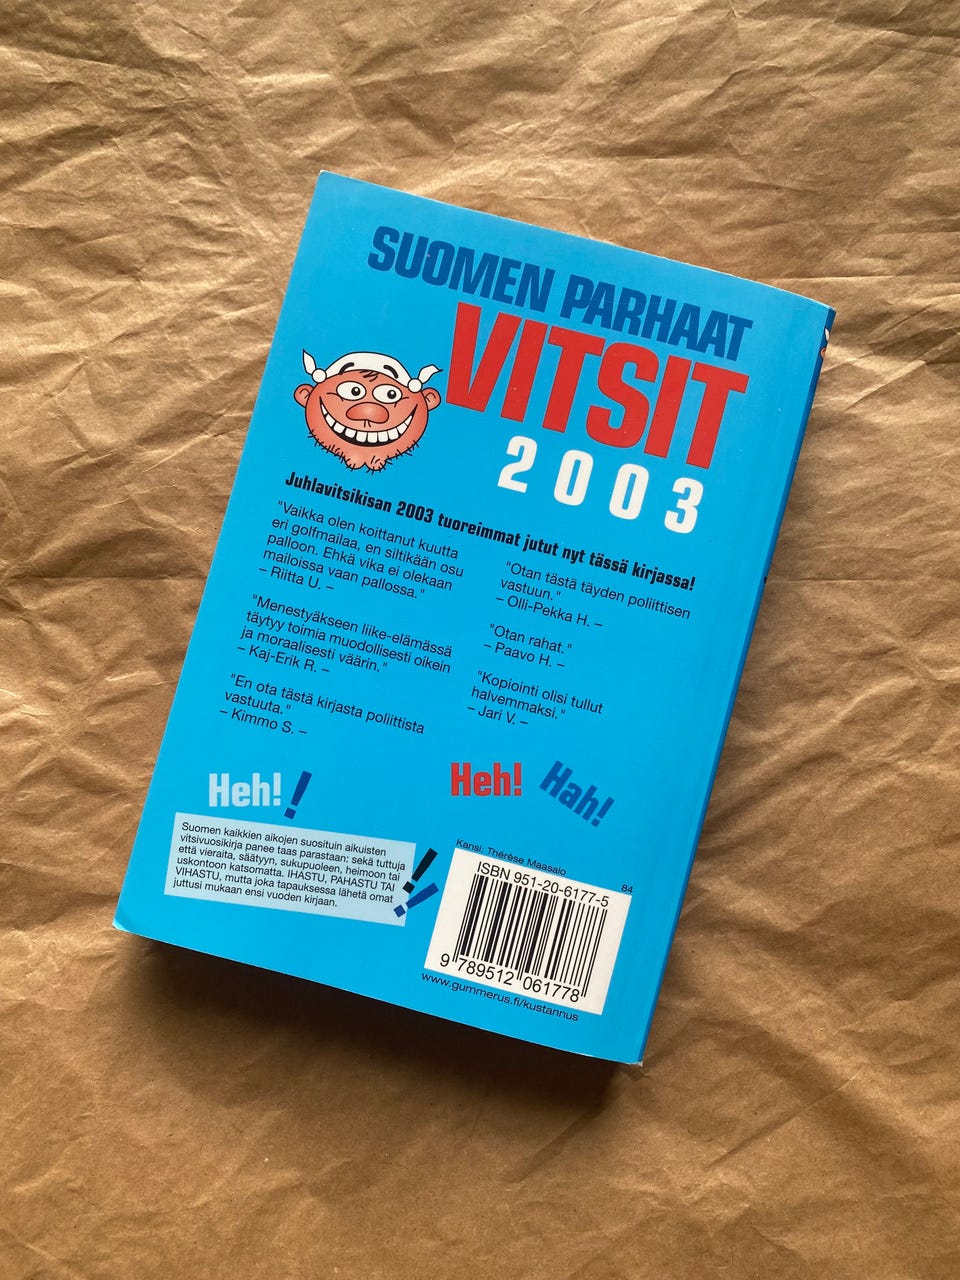 SUOMEN PARHAAT
VITSIT
2003
Juhlavitsikisan 2003 tuoreimmat jutut nyt tässä kirjassa!
"Vaikka olen koittanut kuutta
eri golfmailaa, en siltikään osu
palloon. Ehkä vika ei olekaan
mailoissa vaan pallossa."
– Riitta U. –
"Menestyäkseen liike-elämässä
täytyy toimia muodollisesti oikein
ja moraalisesti väärin."
– Kaj-Erik R. –
"En ota tästä kirjasta poliittista
vastuuta."
– Kimmo S. –
"Otan tästä täyden poliittisen
vastuun."
– Olli-Pekka H. –
"Otan rahat."
– Paavo H. –
"Kopiointi olisi tullut
halvemmaksi."
– Jari V. –
Heh!!
Heh!
Hah!
Suomen kaikkien aikojen suosituin aikuisten
vitsivuosikirja panee taas parastaan: sekä tuttuja
että vieraita, säätyyn, sukupuoleen, heimoon tai
uskontoon katsomatta. IHASTU, PAHASTU TAI
VIHASTU, mutta joka tapauksessa lähetä omat
juttusi mukaan ensi vuoden kirjaan.
!!
Kansi: Thérèse Maasalo
84
ISBN 951-20-6177-5
9 789512 061778
www.gummerus.fi/kustannus